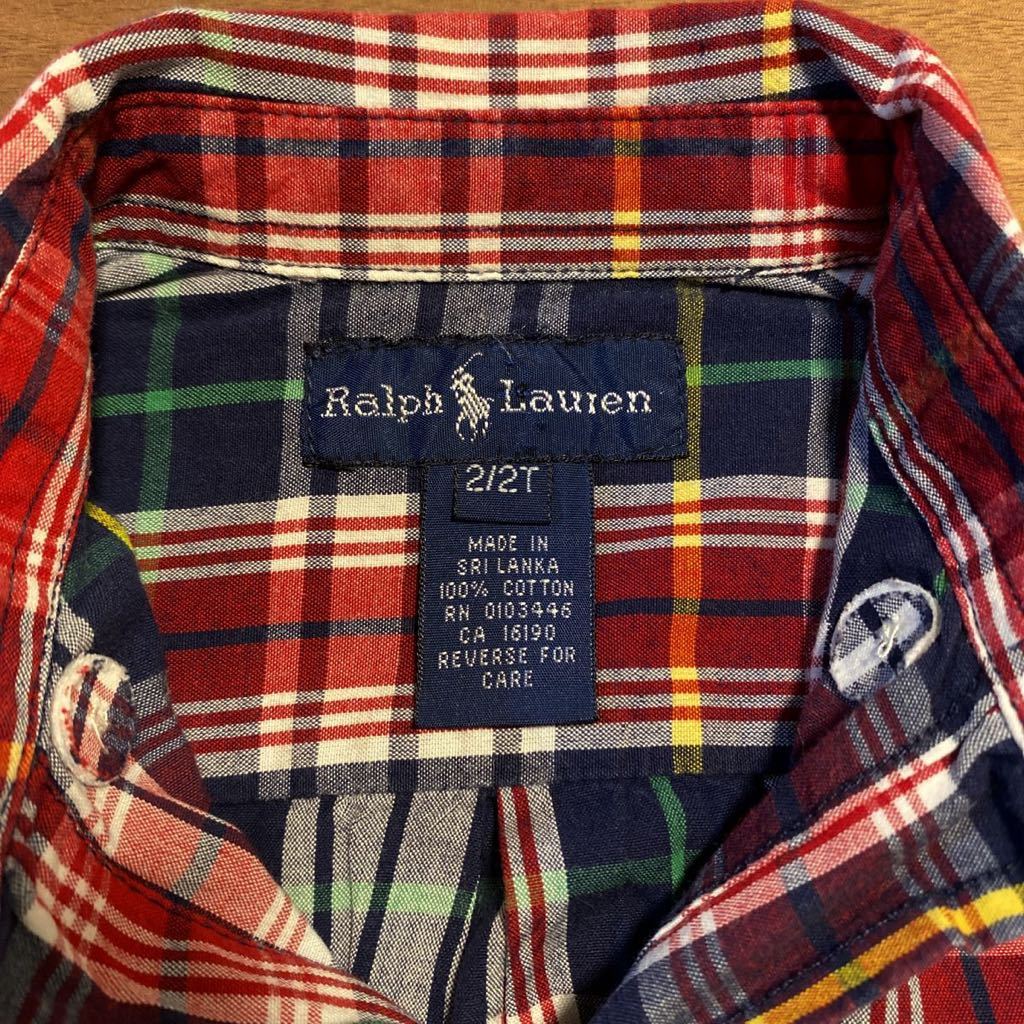 Ralph Lauren
2/2T
MADE IN
SRI LANKA
100% COTTON
RN 0103446
CA 16190
REVERSE FOR
CARE